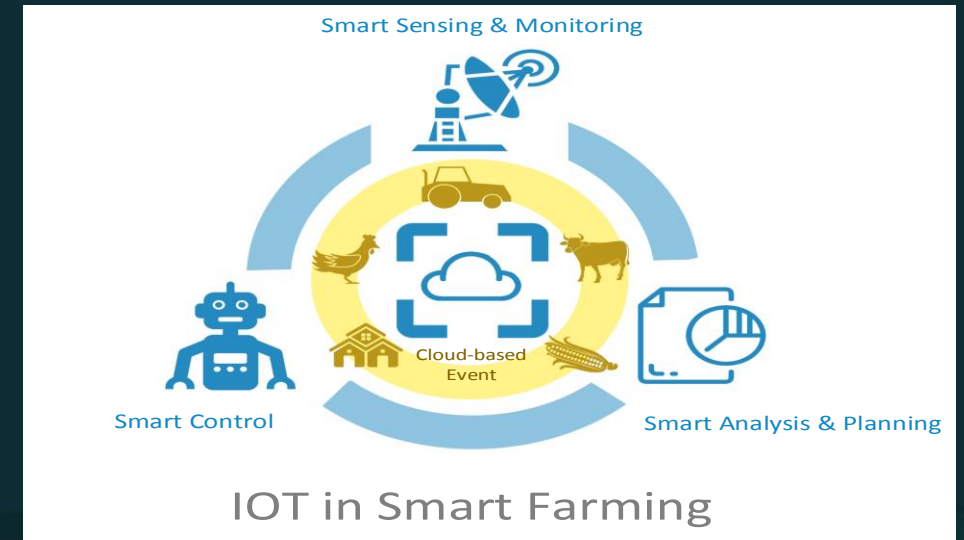 Smart Sensing & Monitoring
Cloud-based
Event
Smart Control
Smart Analysis & Planning
IOT in Smart Farming